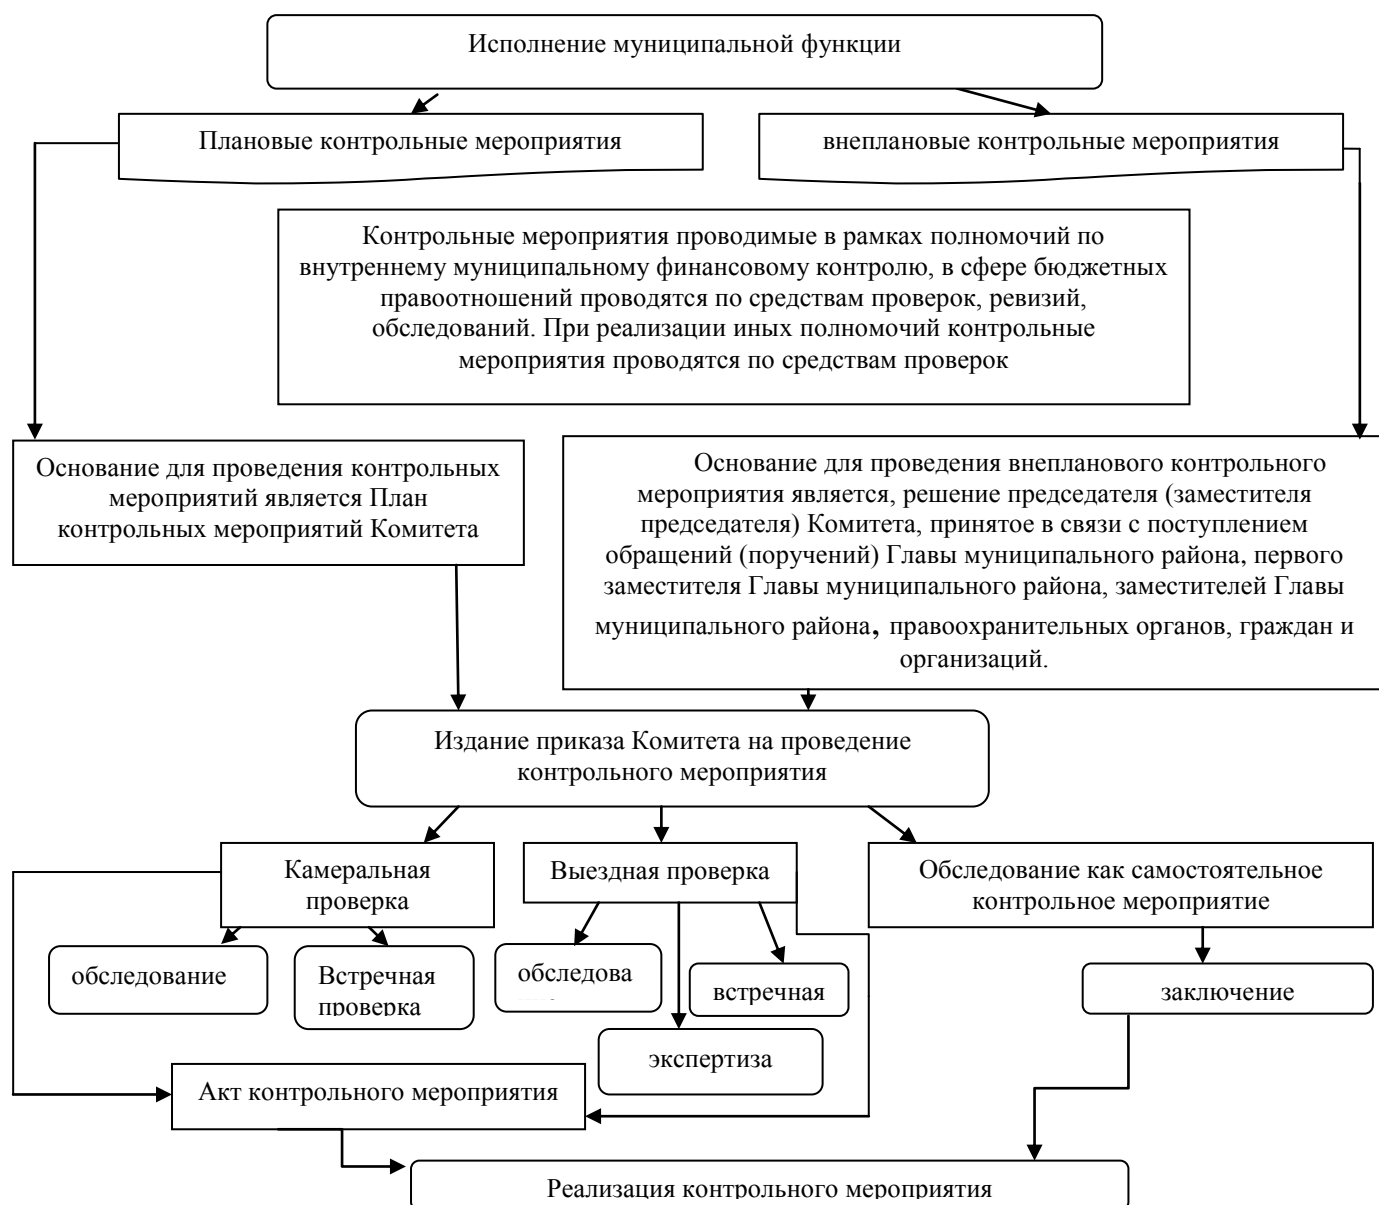 Исполнение муниципальной функции
Плановые контрольные мероприятия
внеплановые контрольные мероприятия
Контрольные мероприятия проводимые в рамках полномочий по
внутреннему муниципальному финансовому контролю, в сфере бюджетных
правоотношений проводятся по средствам проверок, ревизий,
обследований. При реализации иных полномочий контрольные
мероприятия проводятся по средствам проверок
Основание для проведения контрольных
мероприятий является План
контрольных мероприятий Комитета
Основание для проведения внепланового контрольного
мероприятия является, решение председателя (заместителя
председателя) Комитета, принятое в связи с поступлением
обращений (поручений) Главы муниципального района, первого
заместителя Главы муниципального района, заместителей Главы
муниципального района, правоохранительных органов, граждан и
организаций.
Издание приказа Комитета на проведение
контрольного мероприятия
Камеральная
проверка
Выездная проверка
Обследование как самостоятельное
контрольное мероприятие
обследование
Встречная
проверка
обследова
встречная
заключение
экспертиза
Акт контрольного мероприятия
Реализация контрольного мероприятия